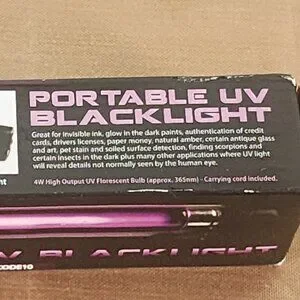 PORTABLE UV
BLACKLIGHT
Great for invisible ink, glow in the dark paints, authentication of credit
cards, drivers licenses, paper money, natural amber, certain antique glass
and art, pet stain and soiled surface detection, finding scorpions and
certain insects in the dark plus many other applications where UV light
will reveal details not normally seen by the human eye.
4W High Output UV Florescent Bulb (approx. 365nm) - Carrying cord included.
V BLACKLIGHT